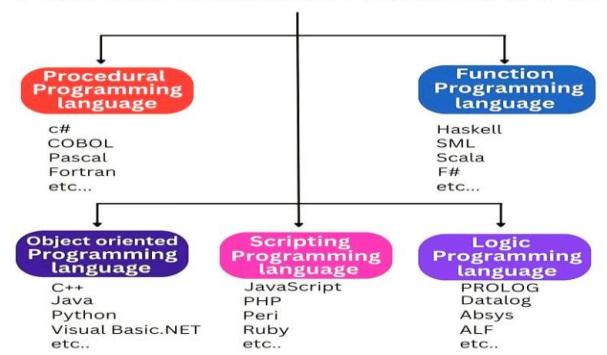 Procedural
Programming
language
c#
COBOL
Pascal
Fortran
etc...
Function
Programming
language
Haskell
SML
Scala
F#
etc...
Object oriented
Programming
language
C++
Java
Python
Visual Basic.NET
etc..
Scripting
Programming
language
JavaScript
PHP
Peri
Ruby
etc..
Logic
Programming
language
PROLOG
Datalog
Absys
ALF
etc..